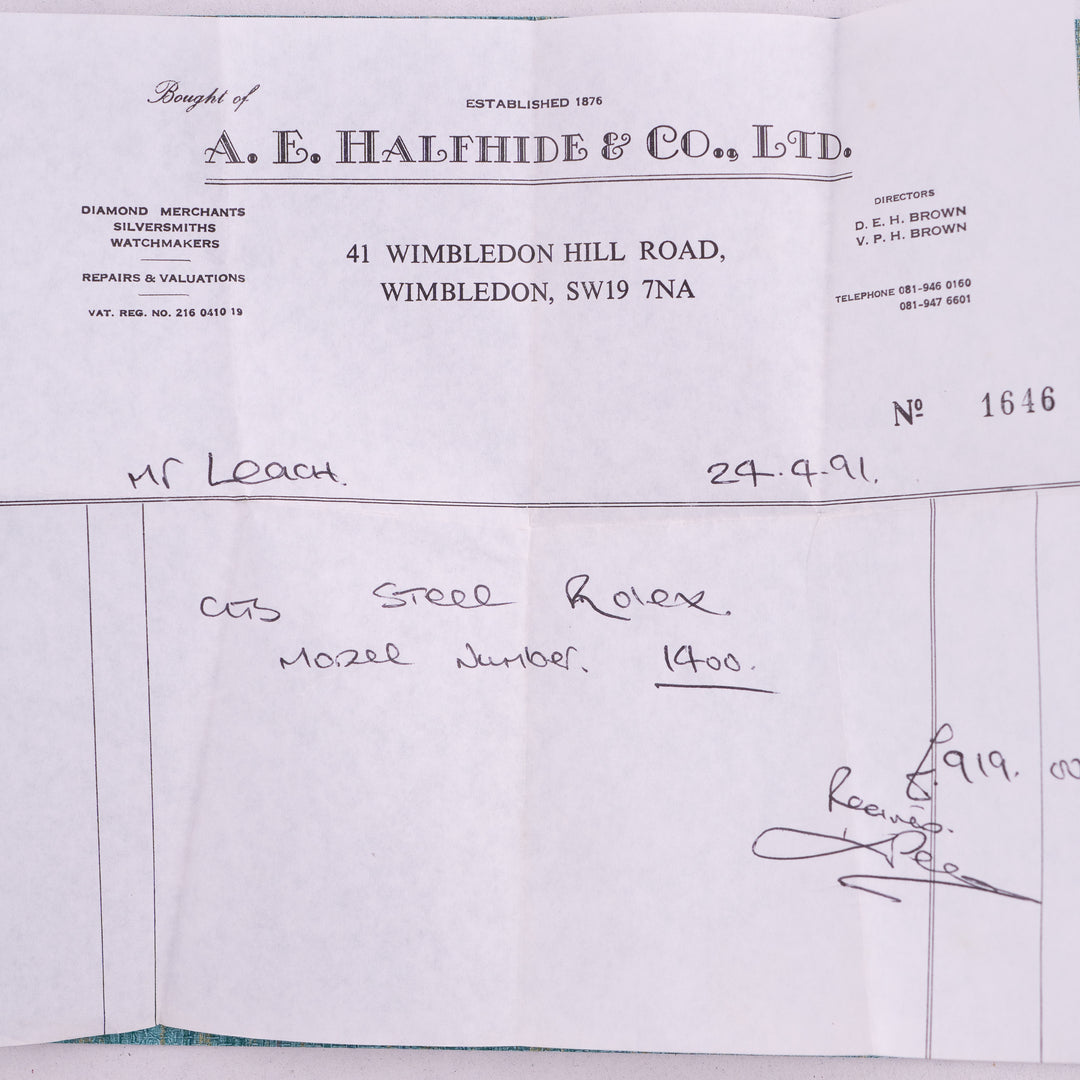 Bought of
ESTABLISHED 1876
A. E. HALFHIDE & CO., LTD.
DIAMOND MERCHANTS
SILVERSMITHS
WATCHMAKERS
REPAIRS & VALUATIONS
VAT. REG. NO. 216 0410 19
41 WIMBLEDON HILL ROAD,
WIMBLEDON, SW19 7NA
DIRECTORS
D. E. H. BROWN
V. P. H. BROWN
TELEPHONE 081-946 0160
081-947 6601
Nº 1646
Mr Leach.
24.4.91.
Steel Rolex.
Model Number. 1400.
£919. 00
Received.